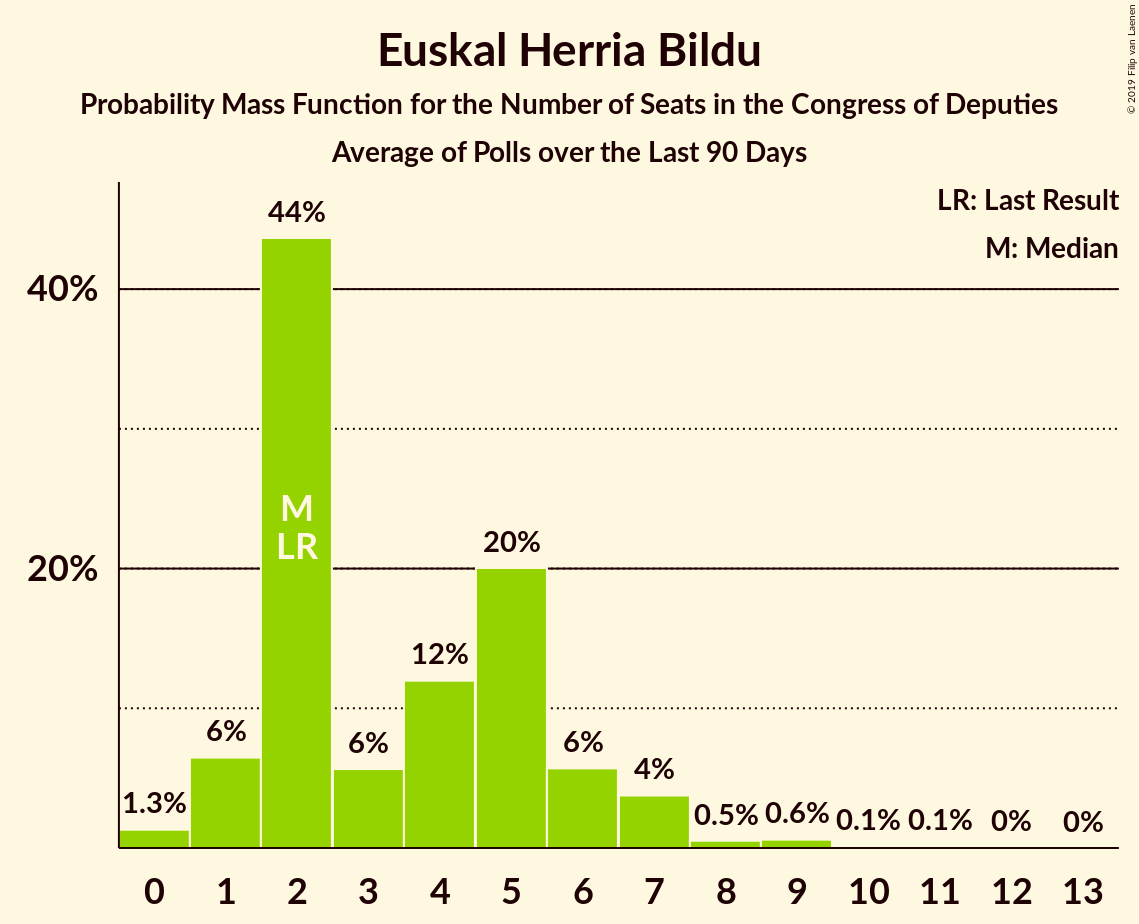 Euskal Herria Bildu
Probability Mass Function for the Number of Seats in the Congress of Deputies
Average of Polls over the Last 90 Days
© 2019 Filip van Laenen
LR: Last Result
M: Median
40%
20%
1.3%
6%
44%
6%
12%
20%
6%
4%
0.5%
0.6%
0.1%
0.1%
0%
0%
M
LR
0 1 2 3 4 5 6 7 8 9 10 11 12 13